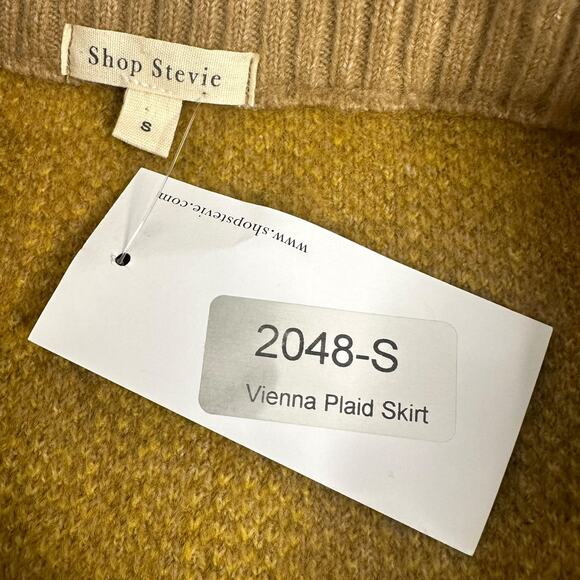 Shop Stevie
S
www.shopstevie.com
2048-S
Vienna Plaid Skirt